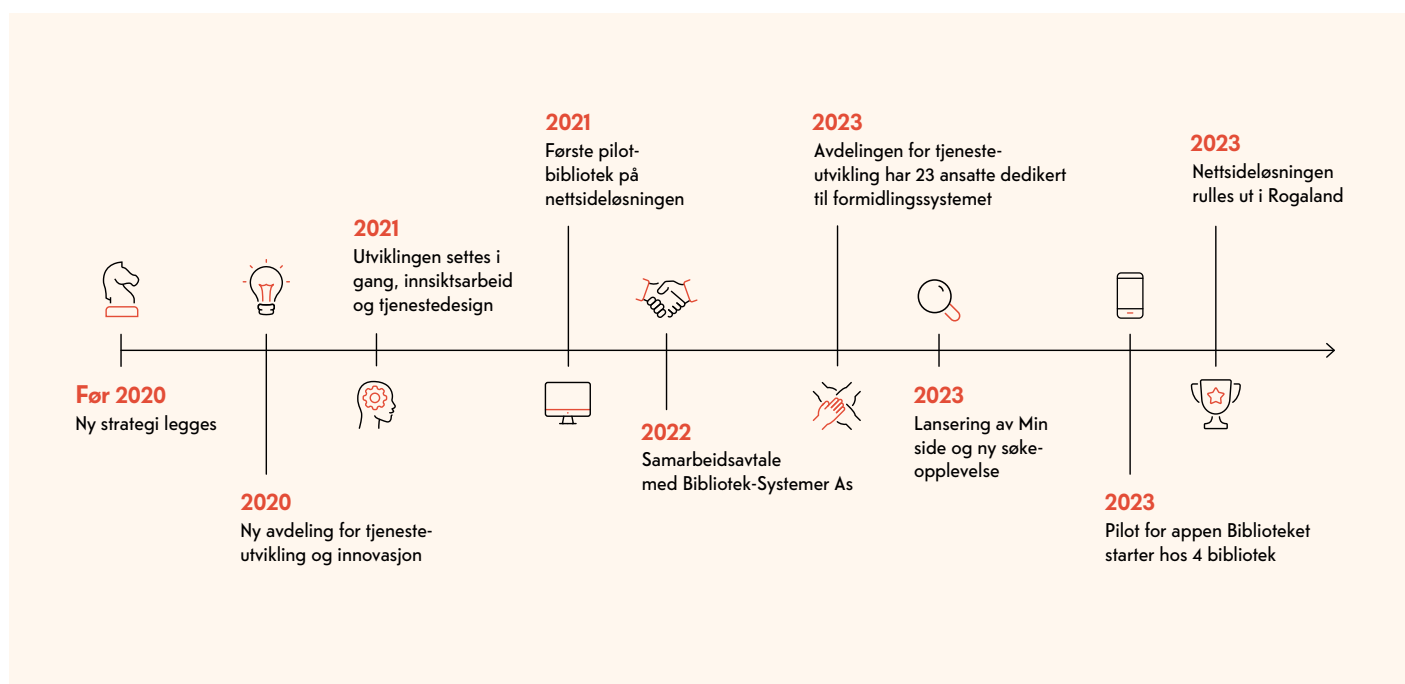 Før 2020
Ny strategi legges
2020
Ny avdeling for tjeneste-
utvikling og innovasjon
2021
Utviklingen settes i
gang, innsiktsarbeid
og tjenestedesign
2021
Første pilot-
bibliotek på
nettsideløsningen
2022
Samarbeidsavtale
med Bibliotek-Systemer As
2023
Avdelingen for tjeneste-
utvikling har 23 ansatte dedikert
til formidlingssystemet
2023
Lansering av Min
side og ny søke-
opplevelse
2023
Pilot for appen Biblioteket
starter hos 4 bibliotek
2023
Nettsideløsningen
rulles ut i Rogaland